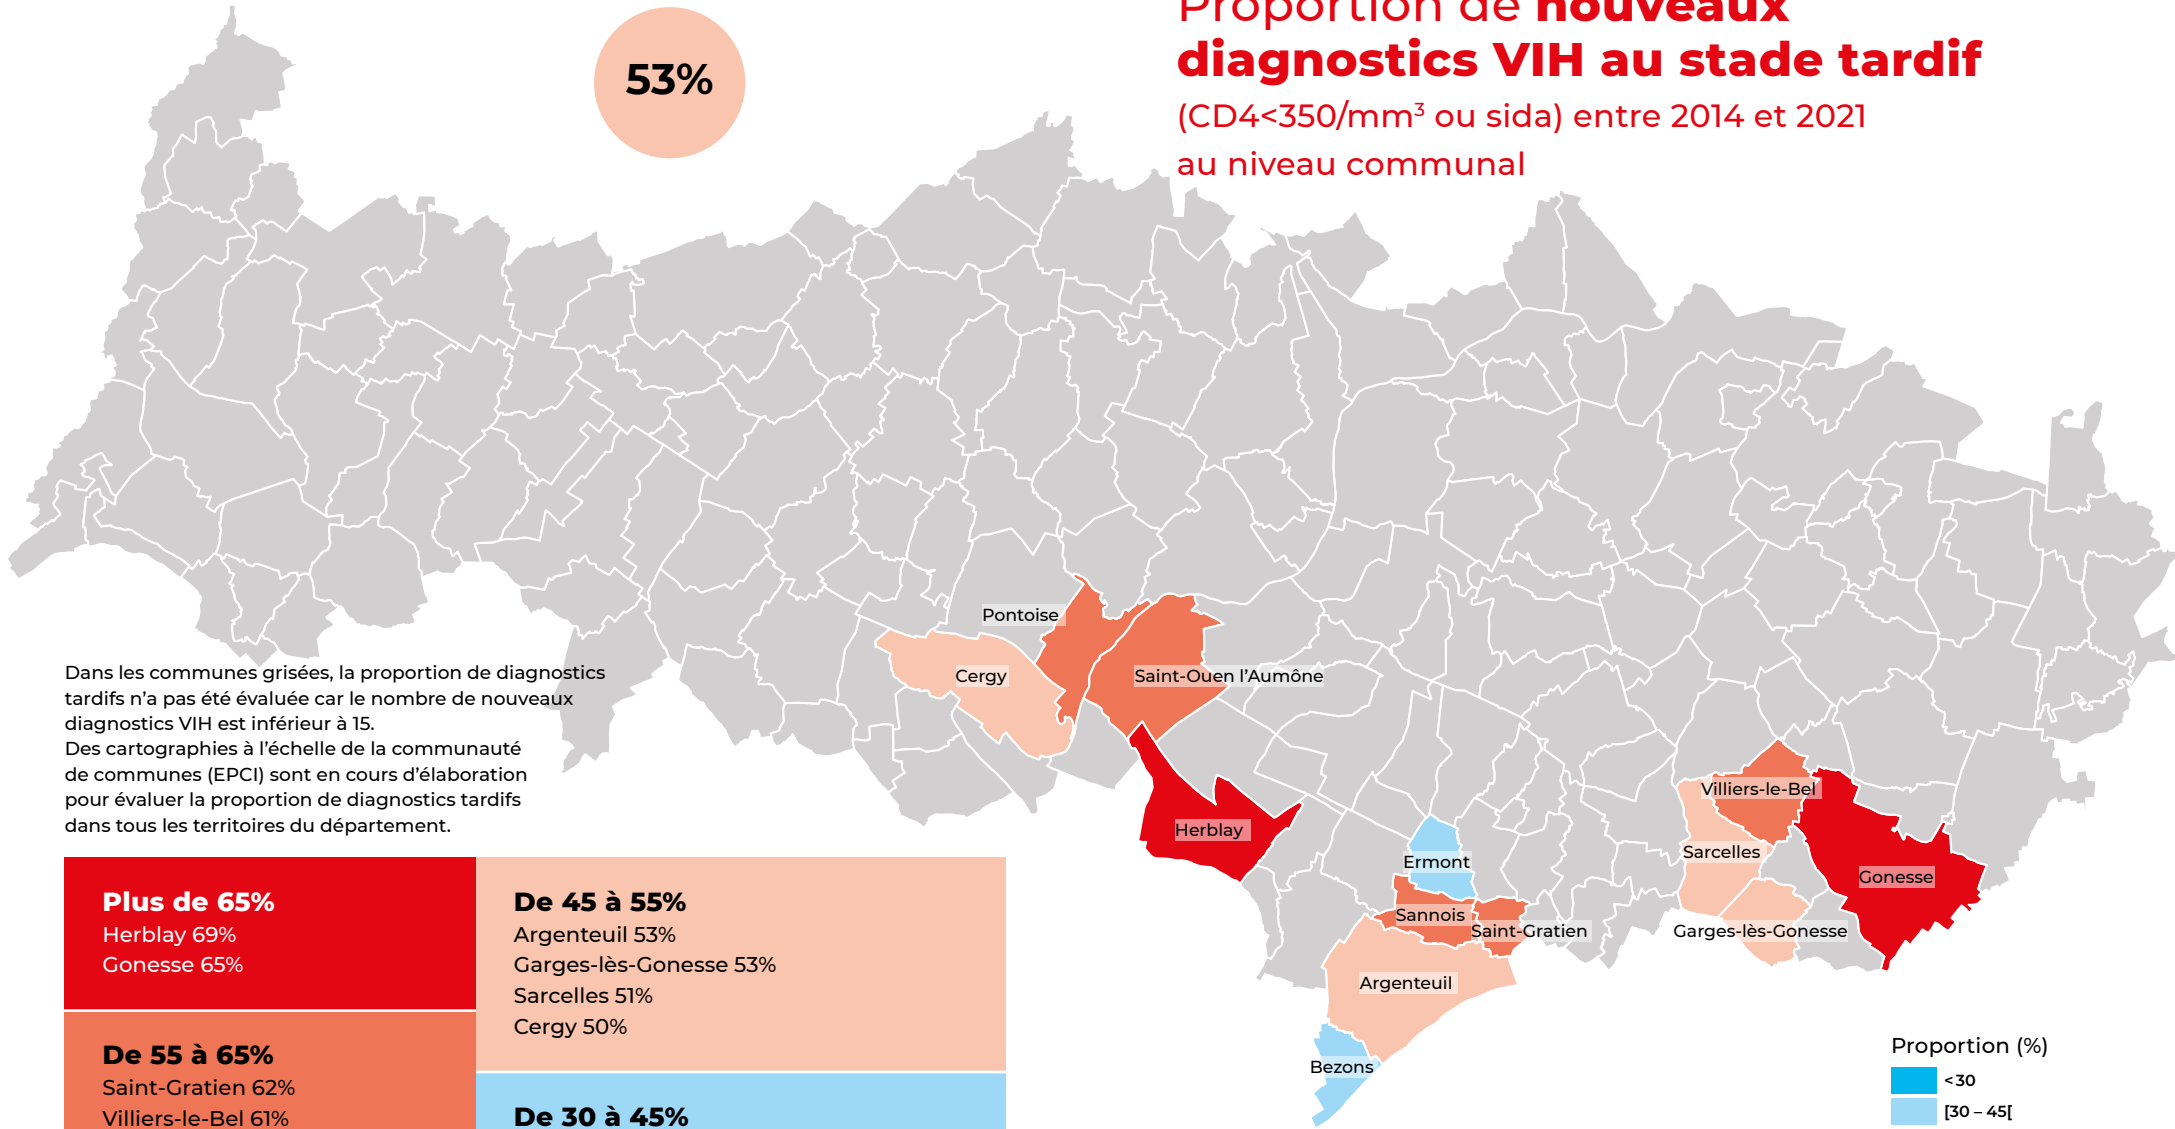 53%
Proportion de nouveaux
diagnostics VIH au stade tardif
(CD4<350/mm³ ou sida) entre 2014 et 2021
au niveau communal
Pontoise
Cergy
Saint-Ouen l'Aumône
Herblay
Ermont
Sannois
Saint-Gratien
Argenteuil
Bezons
Villiers-le-Bel
Sarcelles
Gonesse
Garges-lès-Gonesse
Dans les communes grisées, la proportion de diagnostics
tardifs n'a pas été évaluée car le nombre de nouveaux
diagnostics VIH est inférieur à 15.
Des cartographies à l'échelle de la communauté
de communes (EPCI) sont en cours d'élaboration
pour évaluer la proportion de diagnostics tardifs
dans tous les territoires du département.
Plus de 65%
Herblay 69%
Gonesse 65%
De 55 à 65%
Saint-Gratien 62%
Villiers-le-Bel 61%
De 45 à 55%
Argenteuil 53%
Garges-lès-Gonesse 53%
Sarcelles 51%
Cergy 50%
De 30 à 45%
Proportion (%)
<30
[30 – 45[